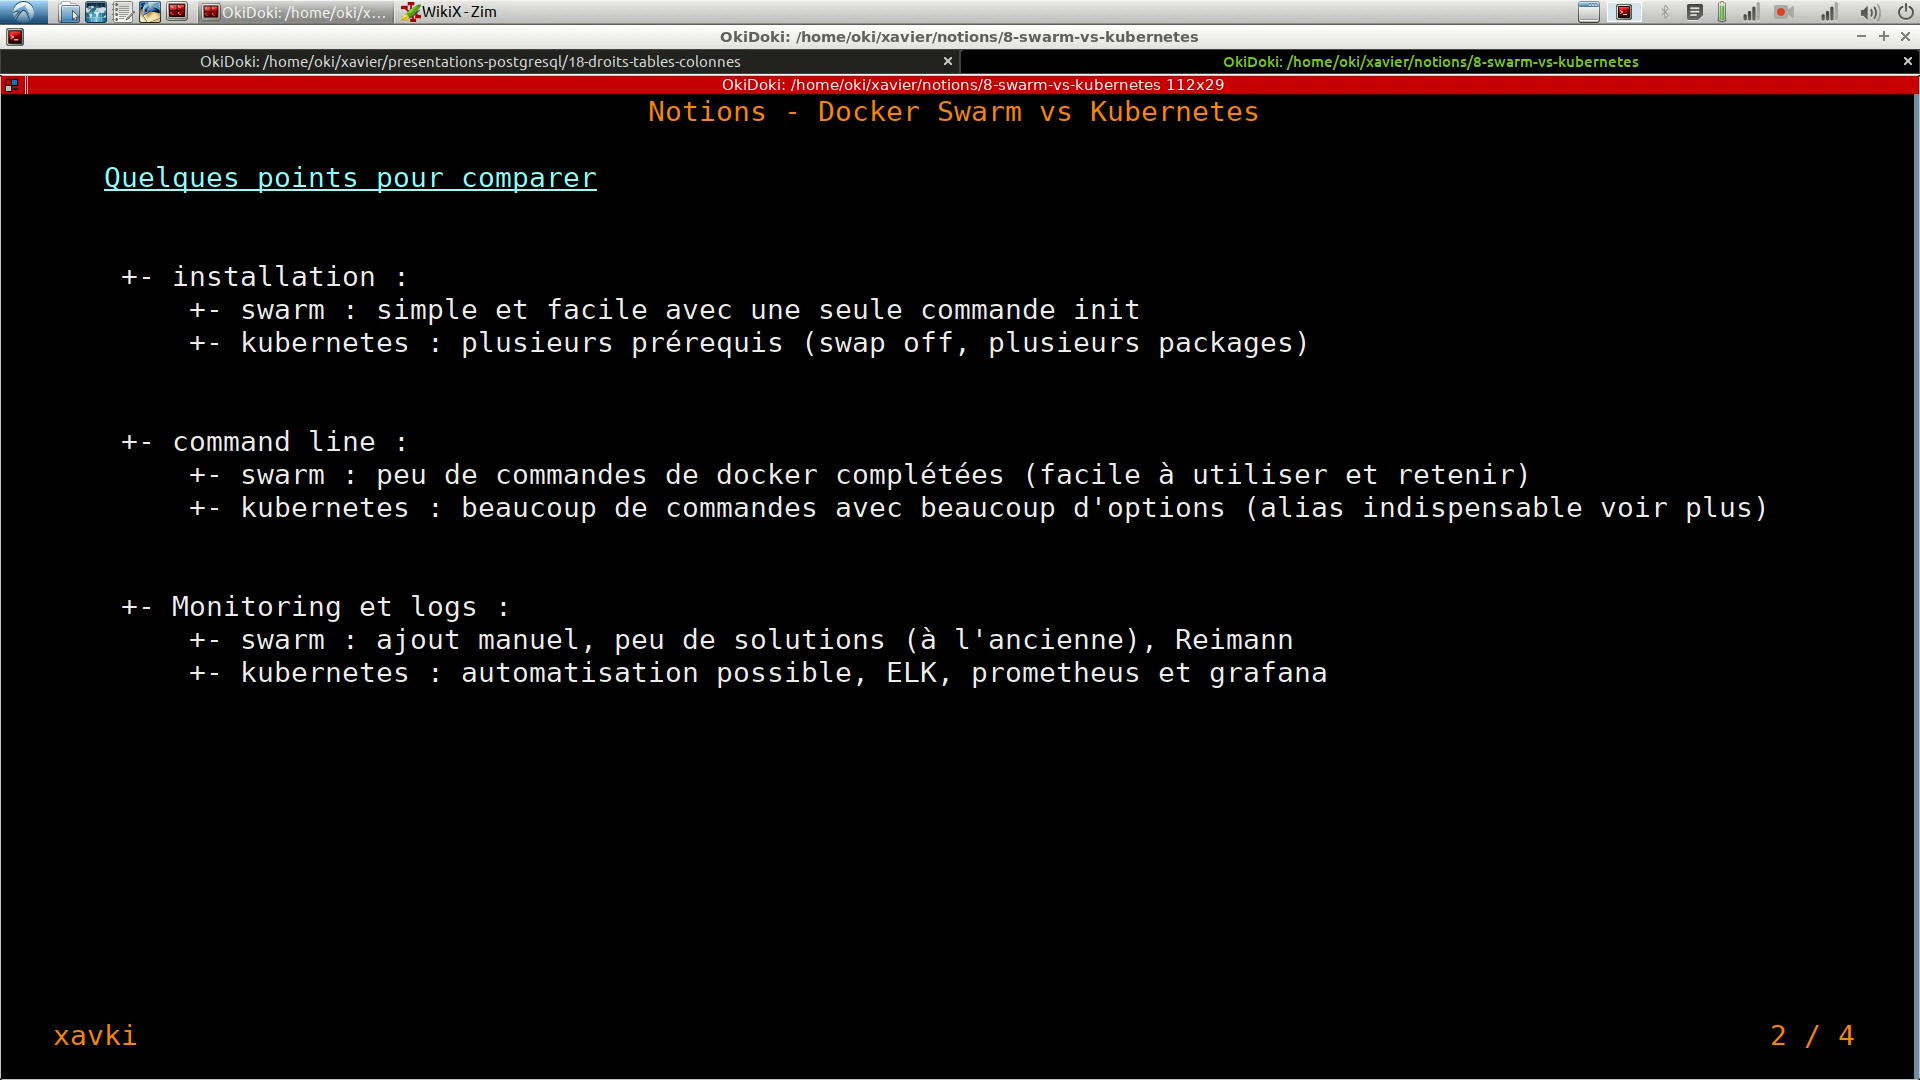 OkiDoki: /home/oki/x...
WikiX - Zim
OkiDoki: /home/oki/xavier/notions/8-swarm-vs-kubernetes
OkiDoki: /home/oki/xavier/presentations-postgresql/18-droits-tables-colonnes
OkiDoki: /home/oki/xavier/notions/8-swarm-vs-kubernetes
OkiDoki: /home/oki/xavier/notions/8-swarm-vs-kubernetes 112x29
Notions - Docker Swarm vs Kubernetes
Quelques points pour comparer
+- installation :
+- swarm : simple et facile avec une seule commande init
+- kubernetes : plusieurs prérequis (swap off, plusieurs packages)
+- command line :
+- swarm : peu de commandes de docker complétées (facile à utiliser et retenir)
+- kubernetes : beaucoup de commandes avec beaucoup d'options (alias indispensable voir plus)
+- Monitoring et logs :
+- swarm : ajout manuel, peu de solutions (à l'ancienne), Reimann
+- kubernetes : automatisation possible, ELK, prometheus et grafana
xavki
2 / 4